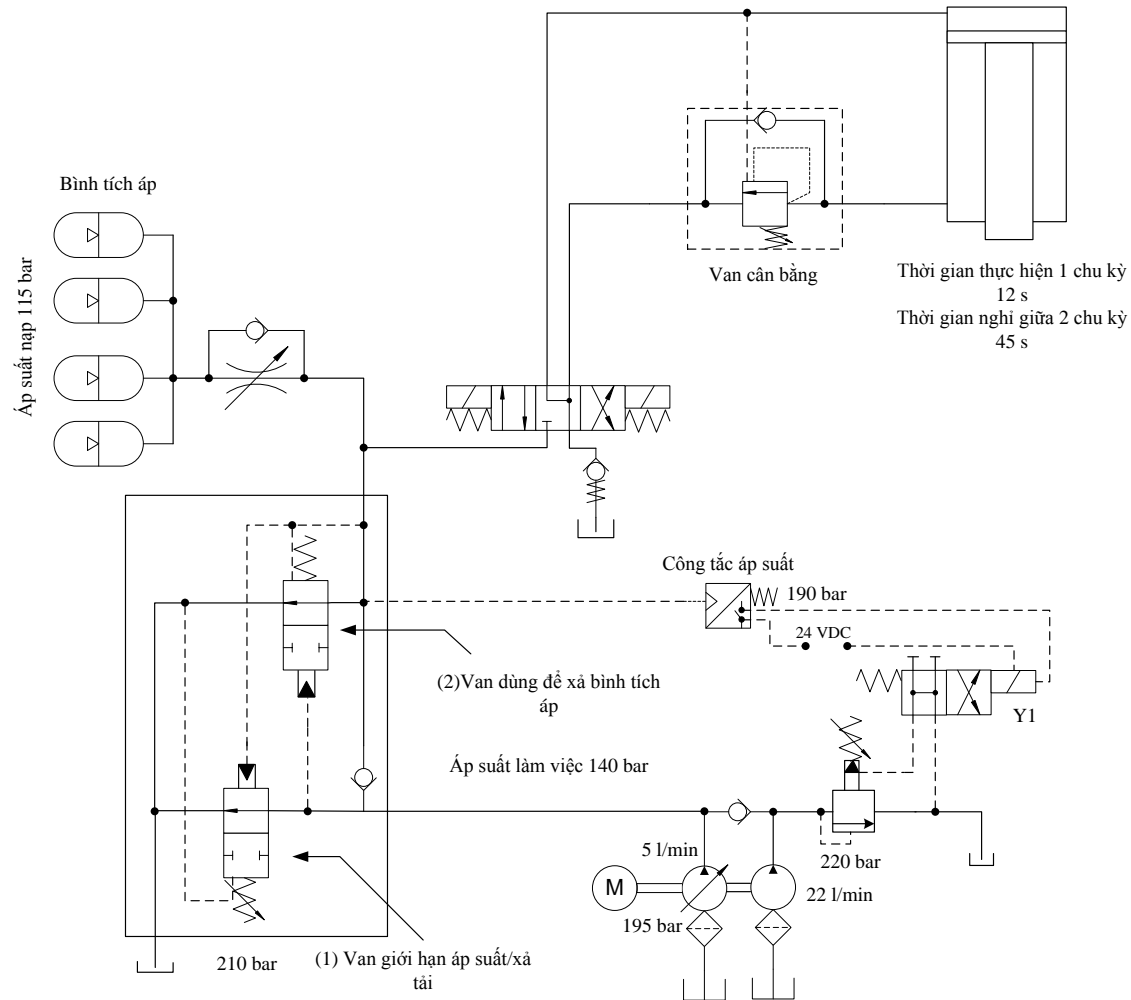 Bình tích áp
Áp suất nạp 115 bar
Van cân bằng
Thời gian thực hiện 1 chu kỳ
12 s
Thời gian nghỉ giữa 2 chu kỳ
45 s
Công tắc áp suất
190 bar
24 VDC
(2)Van dùng để xả bình tích
áp
Y1
Áp suất làm việc 140 bar
5 l/min
220 bar
M
22 l/min
195 bar
210 bar
(1) Van giới hạn áp suất/xả
tải